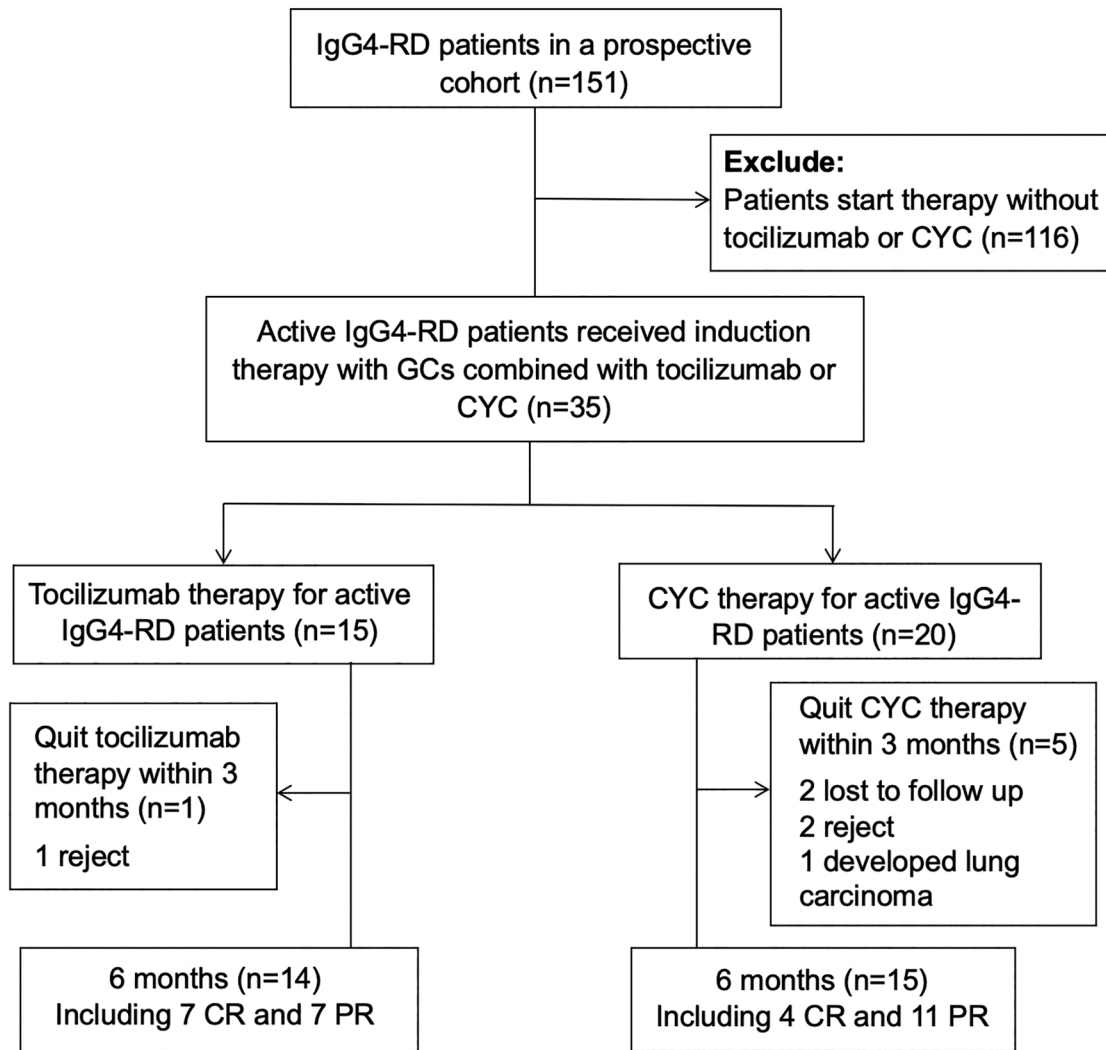 IgG4-RD patients in a prospective
cohort (n=151)
Exclude:
Patients start therapy without
tocilizumab or CYC (n=116)
Active IgG4-RD patients received induction
therapy with GCs combined with tocilizumab or
CYC (n=35)
Tocilizumab therapy for active
IgG4-RD patients (n=15)
CYC therapy for active IgG4-
RD patients (n=20)
Quit tocilizumab
therapy within 3
months (n=1)
1 reject
Quit CYC therapy
within 3 months (n=5)
2 lost to follow up
2 reject
1 developed lung
carcinoma
6 months (n=14)
Including 7 CR and 7 PR
6 months (n=15)
Including 4 CR and 11 PR